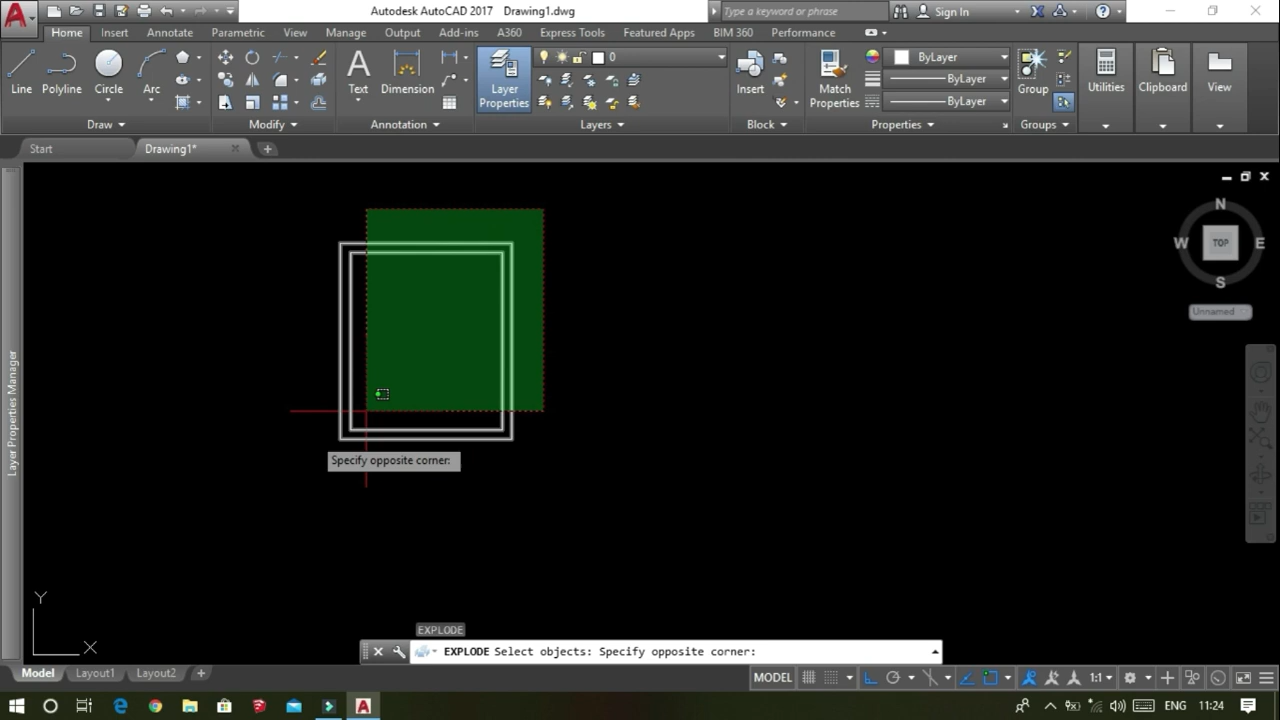 Autodesk AutoCAD 2017 Drawing1.dwg
Type a keyword or phrase
Sign In
Home Insert Annotate Parametric View Manage Output Add-ins A360 Express Tools Featured Apps BIM 360 Performance
Line Polyline Circle Arc
Text Dimension
Layer Properties
0
Insert
Match Properties
ByLayer
ByLayer
ByLayer
Group
Utilities
Clipboard
View
Draw Modify Annotation Layers Block Properties Groups
Start Drawing1*
N
W TOP E
S
Unnamed
Layer Properties Manager
Specify opposite corner:
Y
X
EXPLODE
EXPLODE Select objects: Specify opposite corner:
Model Layout1 Layout2 +
MODEL 1:1
ENG 11:24